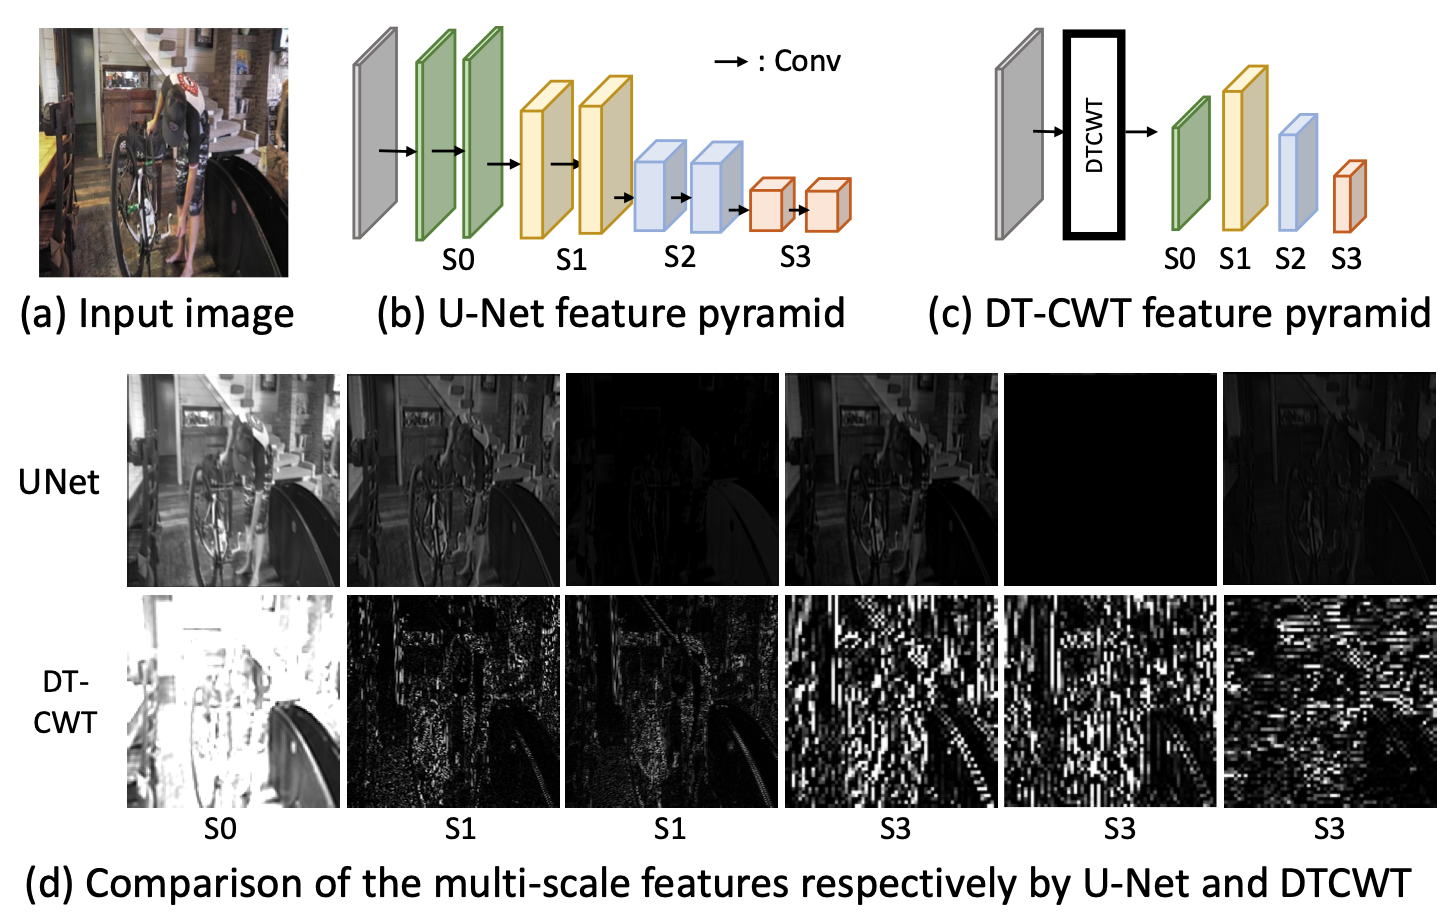 : Conv
DTCWT
S0 S1 S2 S3
S0 S1 S2 S3
(a) Input image
(b) U-Net feature pyramid
(c) DT-CWT feature pyramid
UNet
DT-
CWT
S0 S1 S1 S3 S3 S3
(d) Comparison of the multi-scale features respectively by U-Net and DTCWT